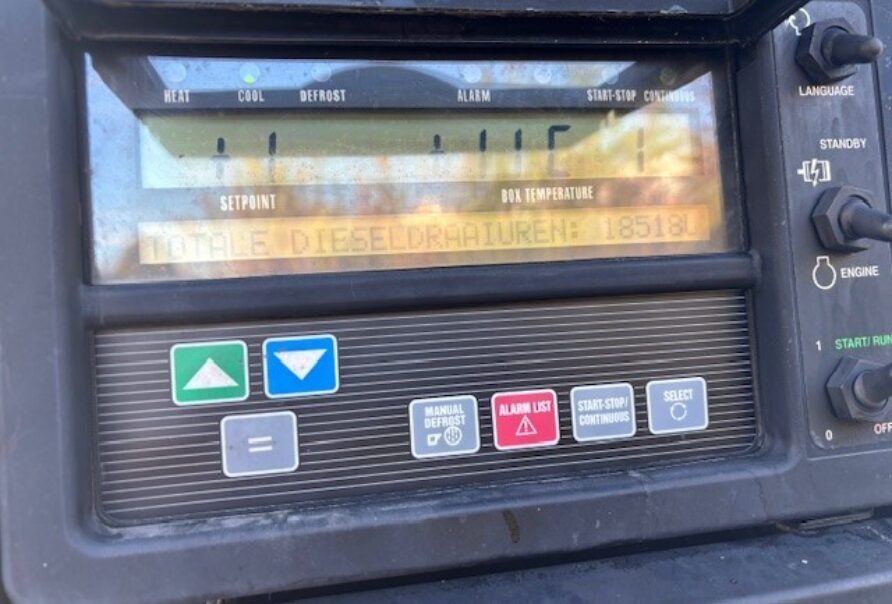 LANGUAGE
HEAT COOL DEFROST ALARM START-STOP CONTINUOUS
SETPOINT BOX TEMPERATURE
TOTALE DIESELDRAAIUREN: 18518U
STANDBY
ENGINE
1 START/RUN
0 OF
MANUAL
DEFROST
ALARM LIST
START-STOP/
CONTINUOUS
SELECT
=